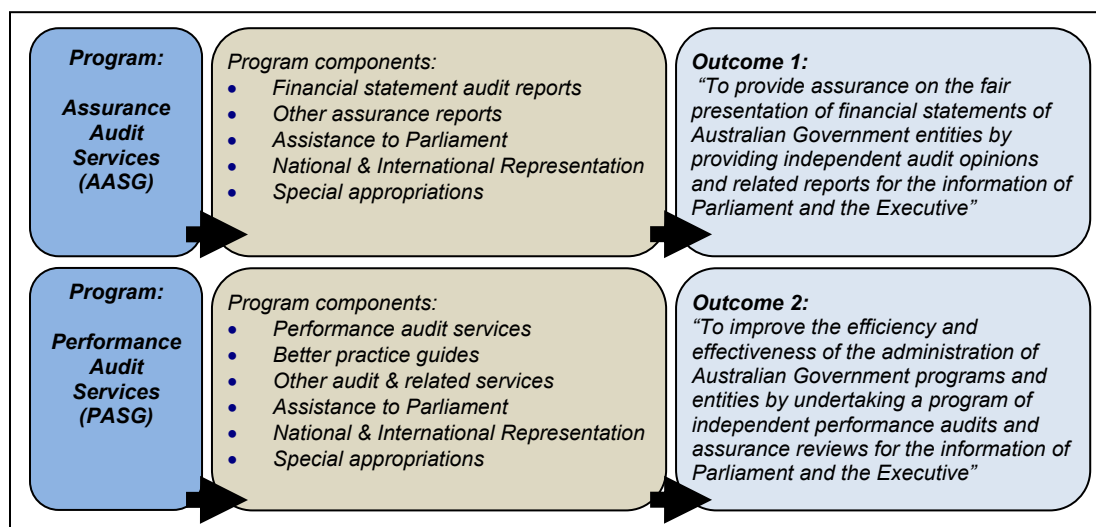 Program:
Assurance
Audit
Services
(AASG)
Program components:
• Financial statement audit reports
• Other assurance reports
• Assistance to Parliament
• National & International Representation
• Special appropriations
Outcome 1:
“To provide assurance on the fair
presentation of financial statements of
Australian Government entities by
providing independent audit opinions
and related reports for the information of
Parliament and the Executive”
Program:
Performance
Audit
Services
(PASG)
Program components:
• Performance audit services
• Better practice guides
• Other audit & related services
• Assistance to Parliament
• National & International Representation
• Special appropriations
Outcome 2:
“To improve the efficiency and
effectiveness of the administration of
Australian Government programs and
entities by undertaking a program of
independent performance audits and
assurance reviews for the information of
Parliament and the Executive”